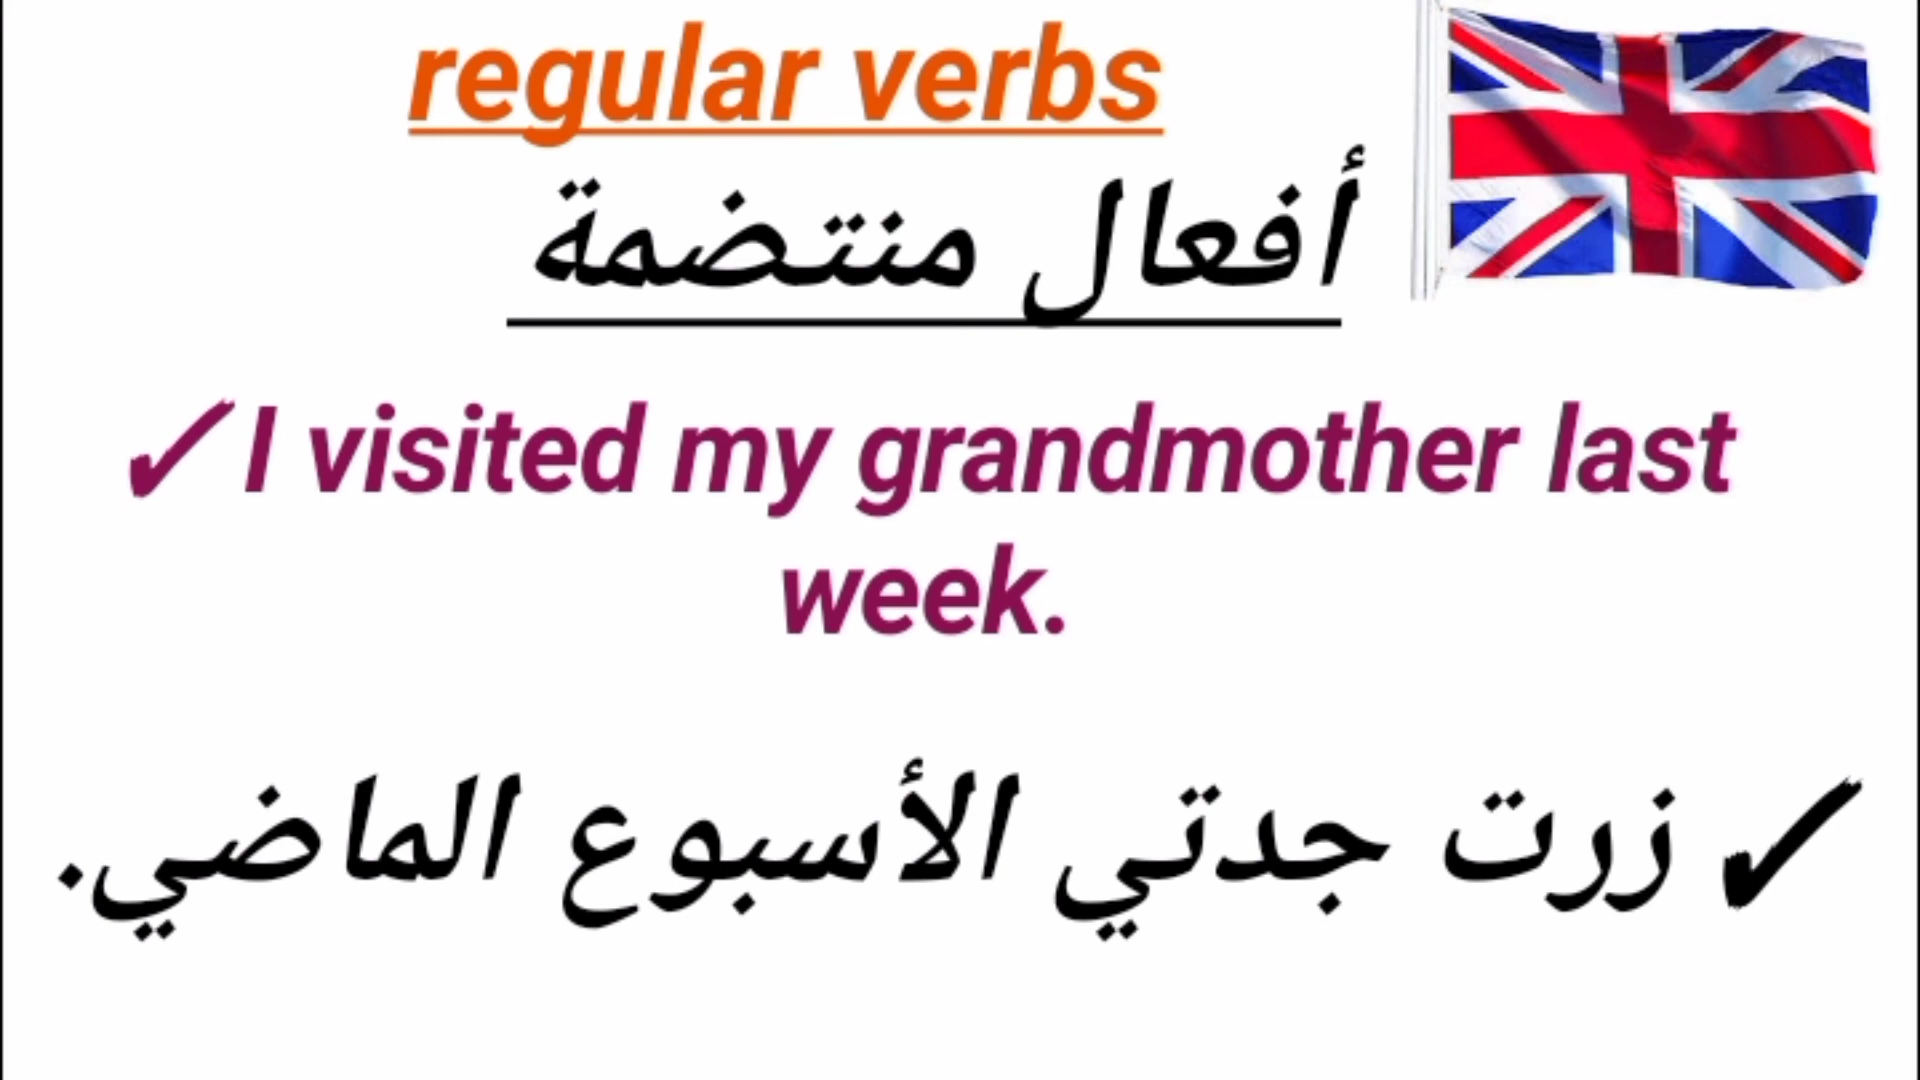 regular verbs
أفعال منتضمة
✓I visited my grandmother last
week.
✓زرت جدتي الأسبوع الماضي.